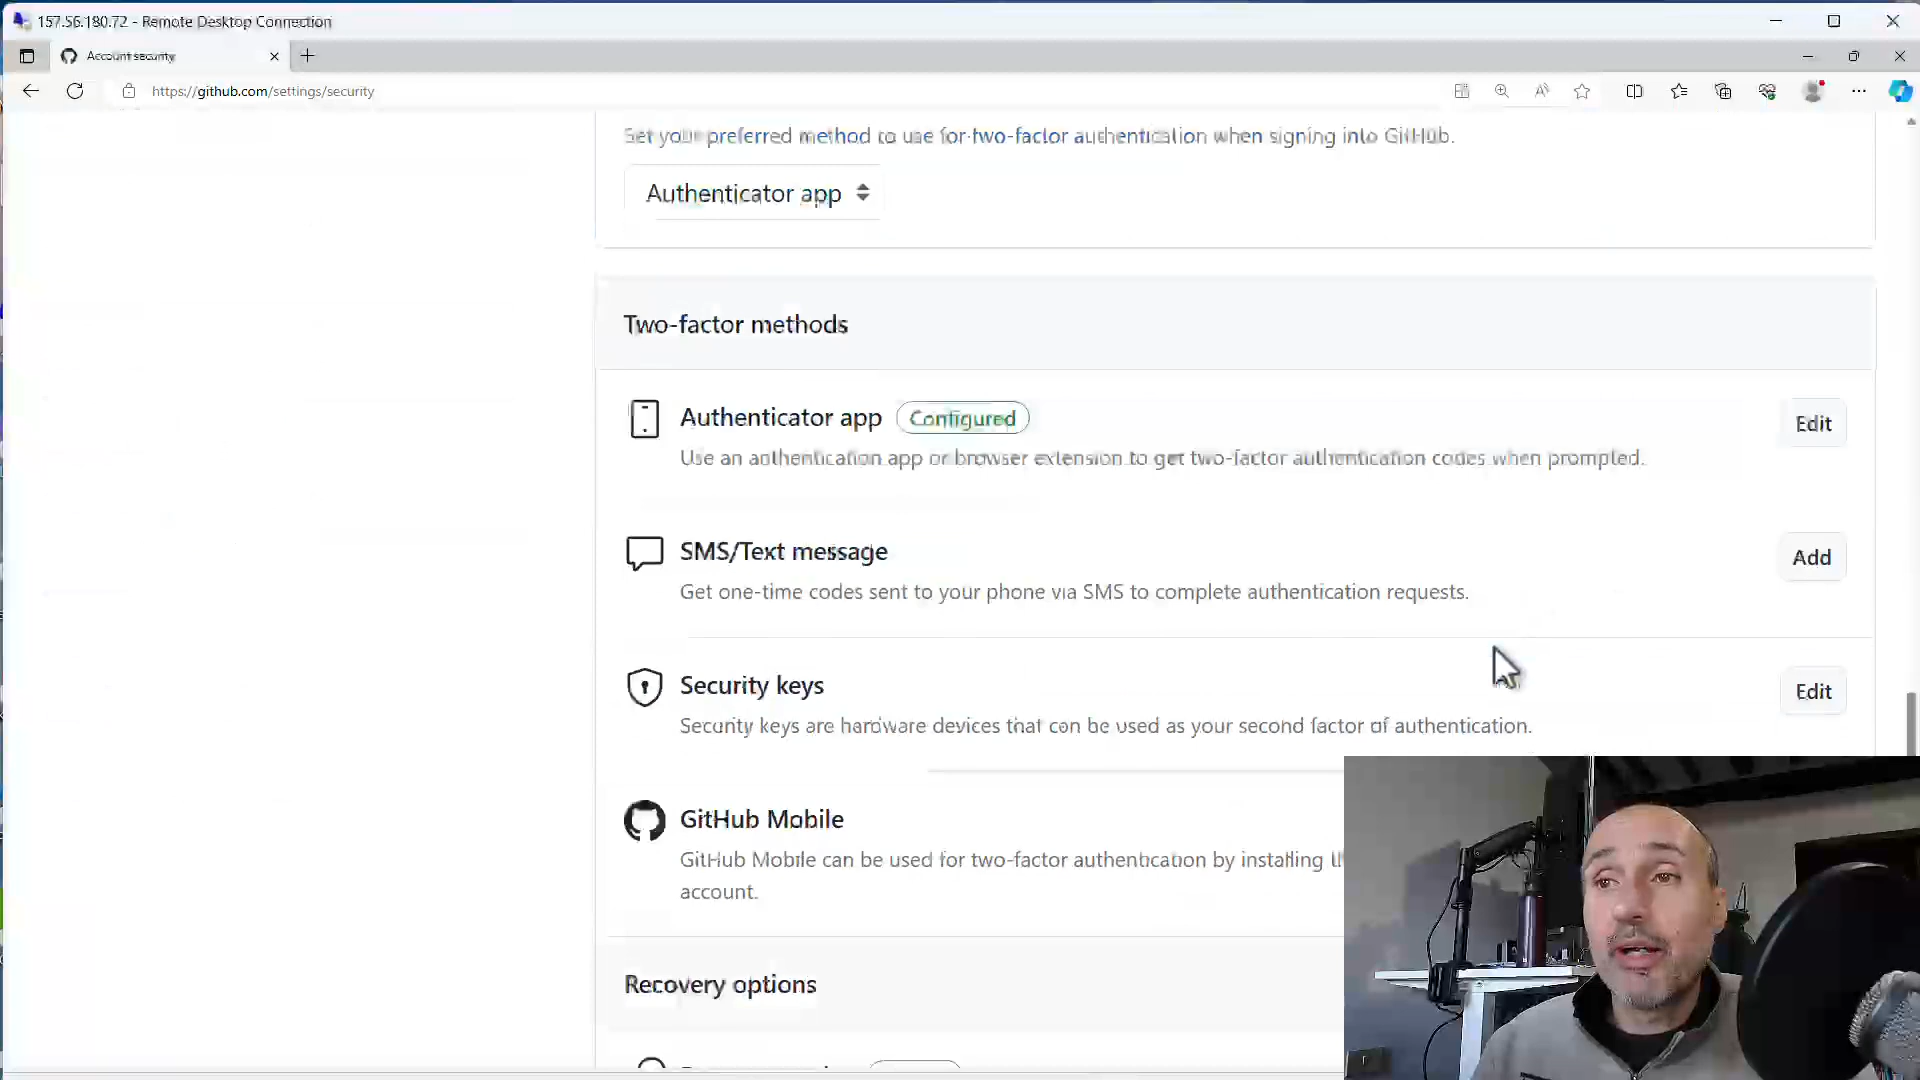 157.56.180.72 - Remote Desktop Connection
Account security
https://github.com/settings/security
Set your preferred method to use for two-factor authentication when signing into GitHub.
Authenticator app
Two-factor methods
Authenticator app Configured
Edit
Use an authentication app or browser extension to get two-factor authentication codes when prompted.
SMS/Text message
Add
Get one-time codes sent to your phone via SMS to complete authentication requests.
Security keys
Edit
Security keys are hardware devices that can be used as your second factor of authentication.
GitHub Mobile
GitHub Mobile can be used for two-factor authentication by installing
account.
Recovery options